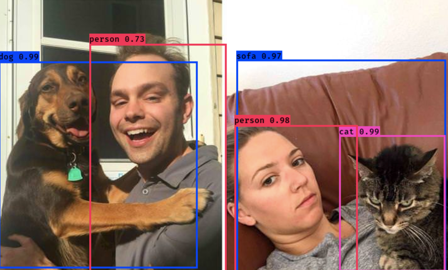 person 0.73
dog 0.99
sofa 0.97
person 0.98
cat 0.99